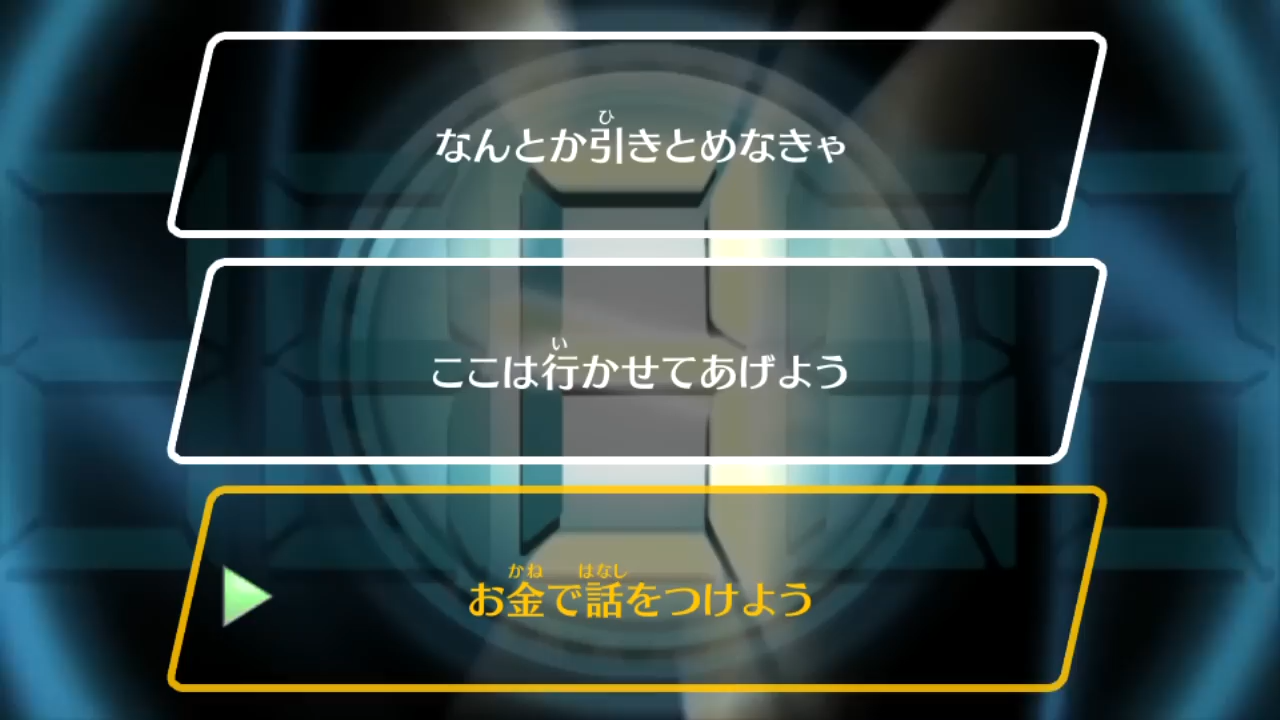 なんとか引きとめなきゃ
ここは行かせてあげよう
お金で話をつけよう